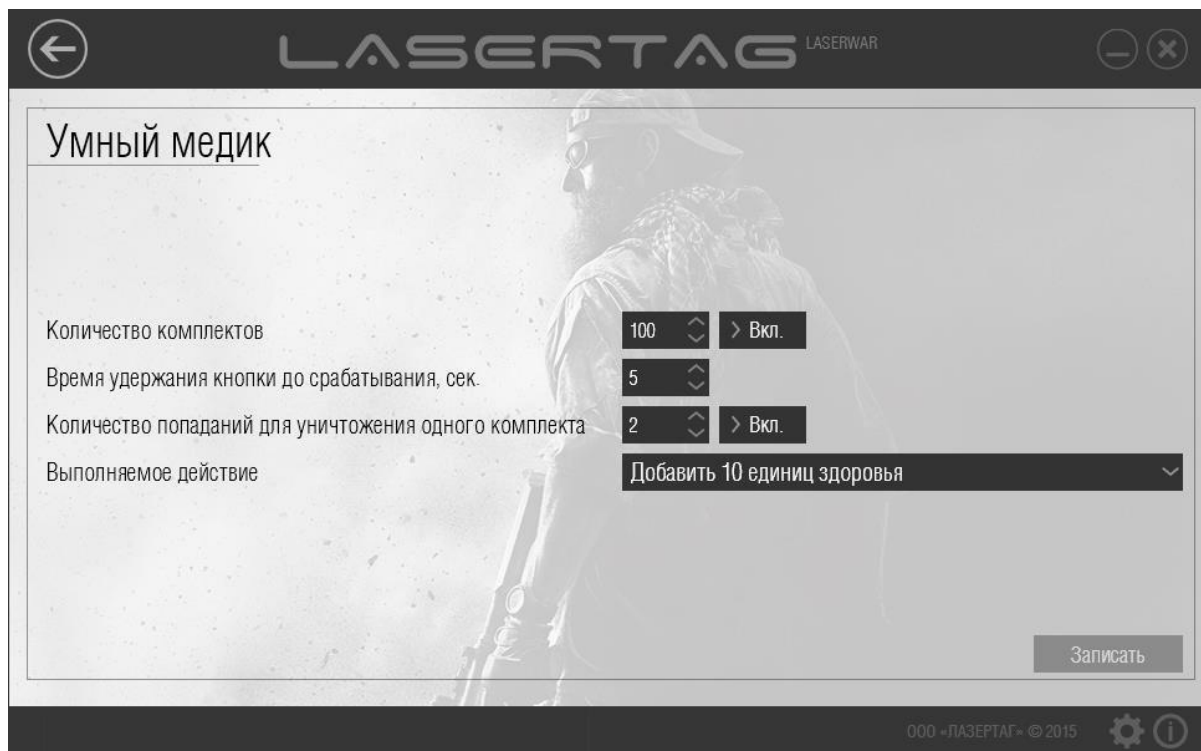 LASERTAG LASERWAR
Умный медик
Количество комплектов 100 > Вкл.
Время удержания кнопки до срабатывания, сек. 5
Количество попаданий для уничтожения одного комплекта 2 > Вкл.
Выполняемое действие Добавить 10 единиц здоровья
Записать
ООО «ЛАЗЕРТАГ» © 2015